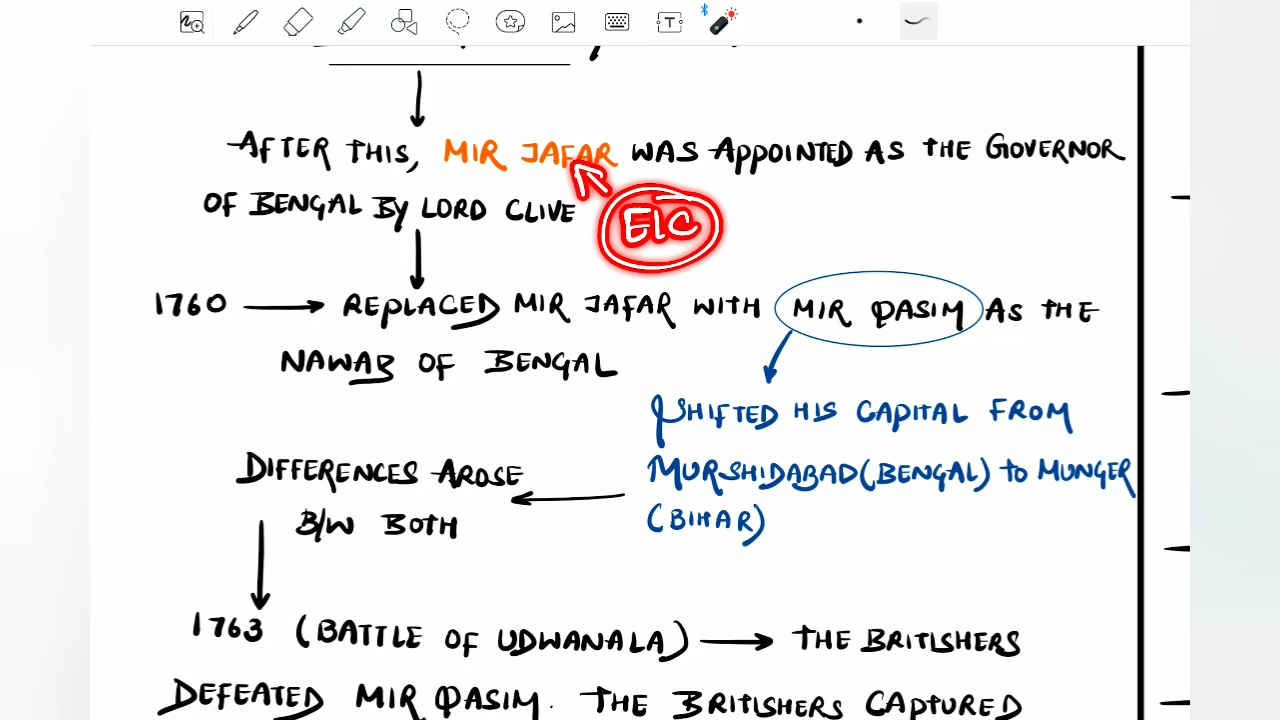 AFTER THIS, MIR JAFAR WAS APPOINTED AS THE GOVERNOR
OF BENGAL BY LORD CLIVE
EIC
1760 → REPLACED MIR JAFAR WITH MIR QASIM AS THE
NAWAB OF BENGAL
SHIFTED HIS CAPITAL FROM
MURSHIDABAD (BENGAL) TO MUNGER
(BIHAR)
DIFFERENCES AROSE
B/W BOTH
1763 (BATTLE OF UDWANALA) → THE BRITISHERS
DEFEATED MIR QASIM. THE BRITISHERS CAPTURED